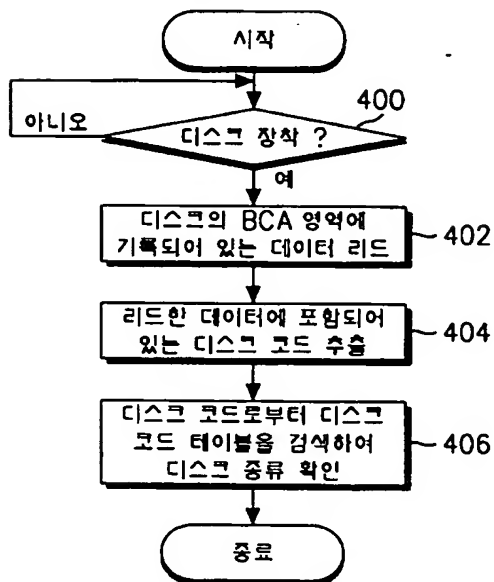 시작
400
아니오
디스크 장착 ?
예
디스크의 BCA 영역에
기록되어 있는 데이터 리드
402
리드한 데이터에 포함되어
있는 디스크 코드 추출
404
디스크 코드로부터 디스크
코드 테이블을 검색하여
디스크 종류 확인
406
종료